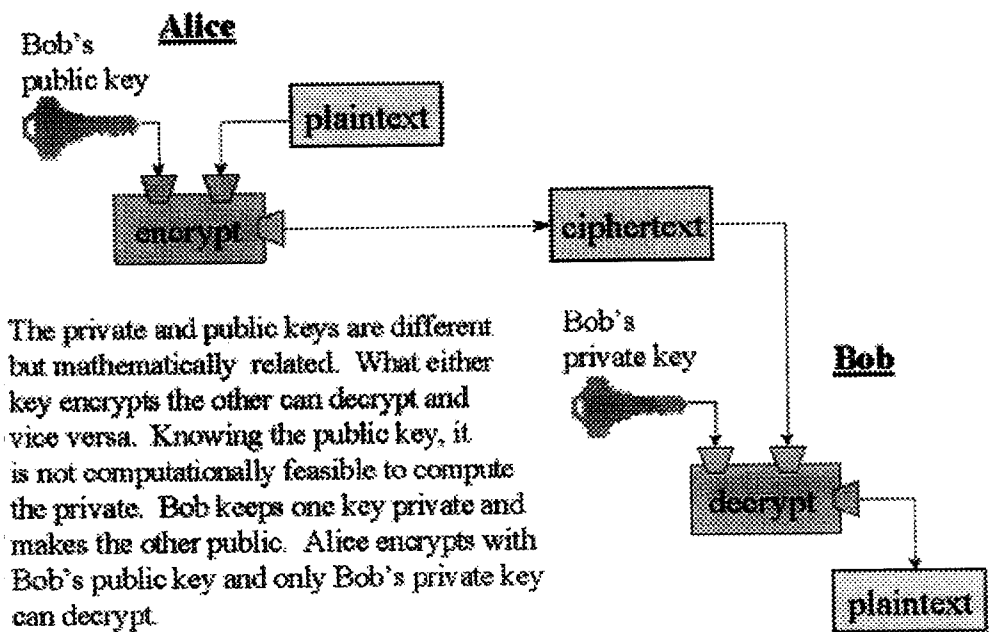 Alice
Bob's
public key
plaintext
encrypt
ciphertext
The private and public keys are different
but mathematically related. What either
key encrypts the other can decrypt and
vice versa. Knowing the public key, it
is not computationally feasible to compute
the private. Bob keeps one key private and
makes the other public. Alice encrypts with
Bob's public key and only Bob's private key
can decrypt.
Bob's
private key
Bob
decrypt
plaintext